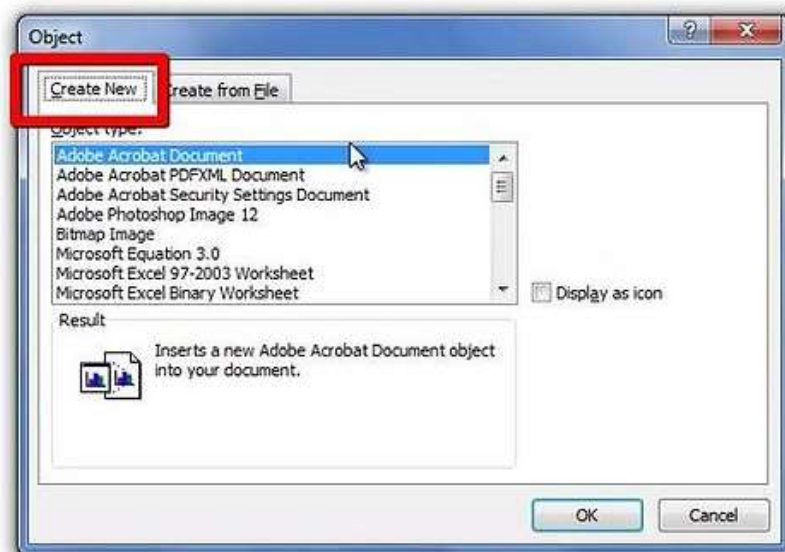 Object
Create New
Create from File
Object type:
Adobe Acrobat Document
Adobe Acrobat PDFXML Document
Adobe Acrobat Security Settings Document
Adobe Photoshop Image 12
Bitmap Image
Microsoft Equation 3.0
Microsoft Excel 97-2003 Worksheet
Microsoft Excel Binary Worksheet
Display as icon
Result
Inserts a new Adobe Acrobat Document object
into your document.
OK
Cancel